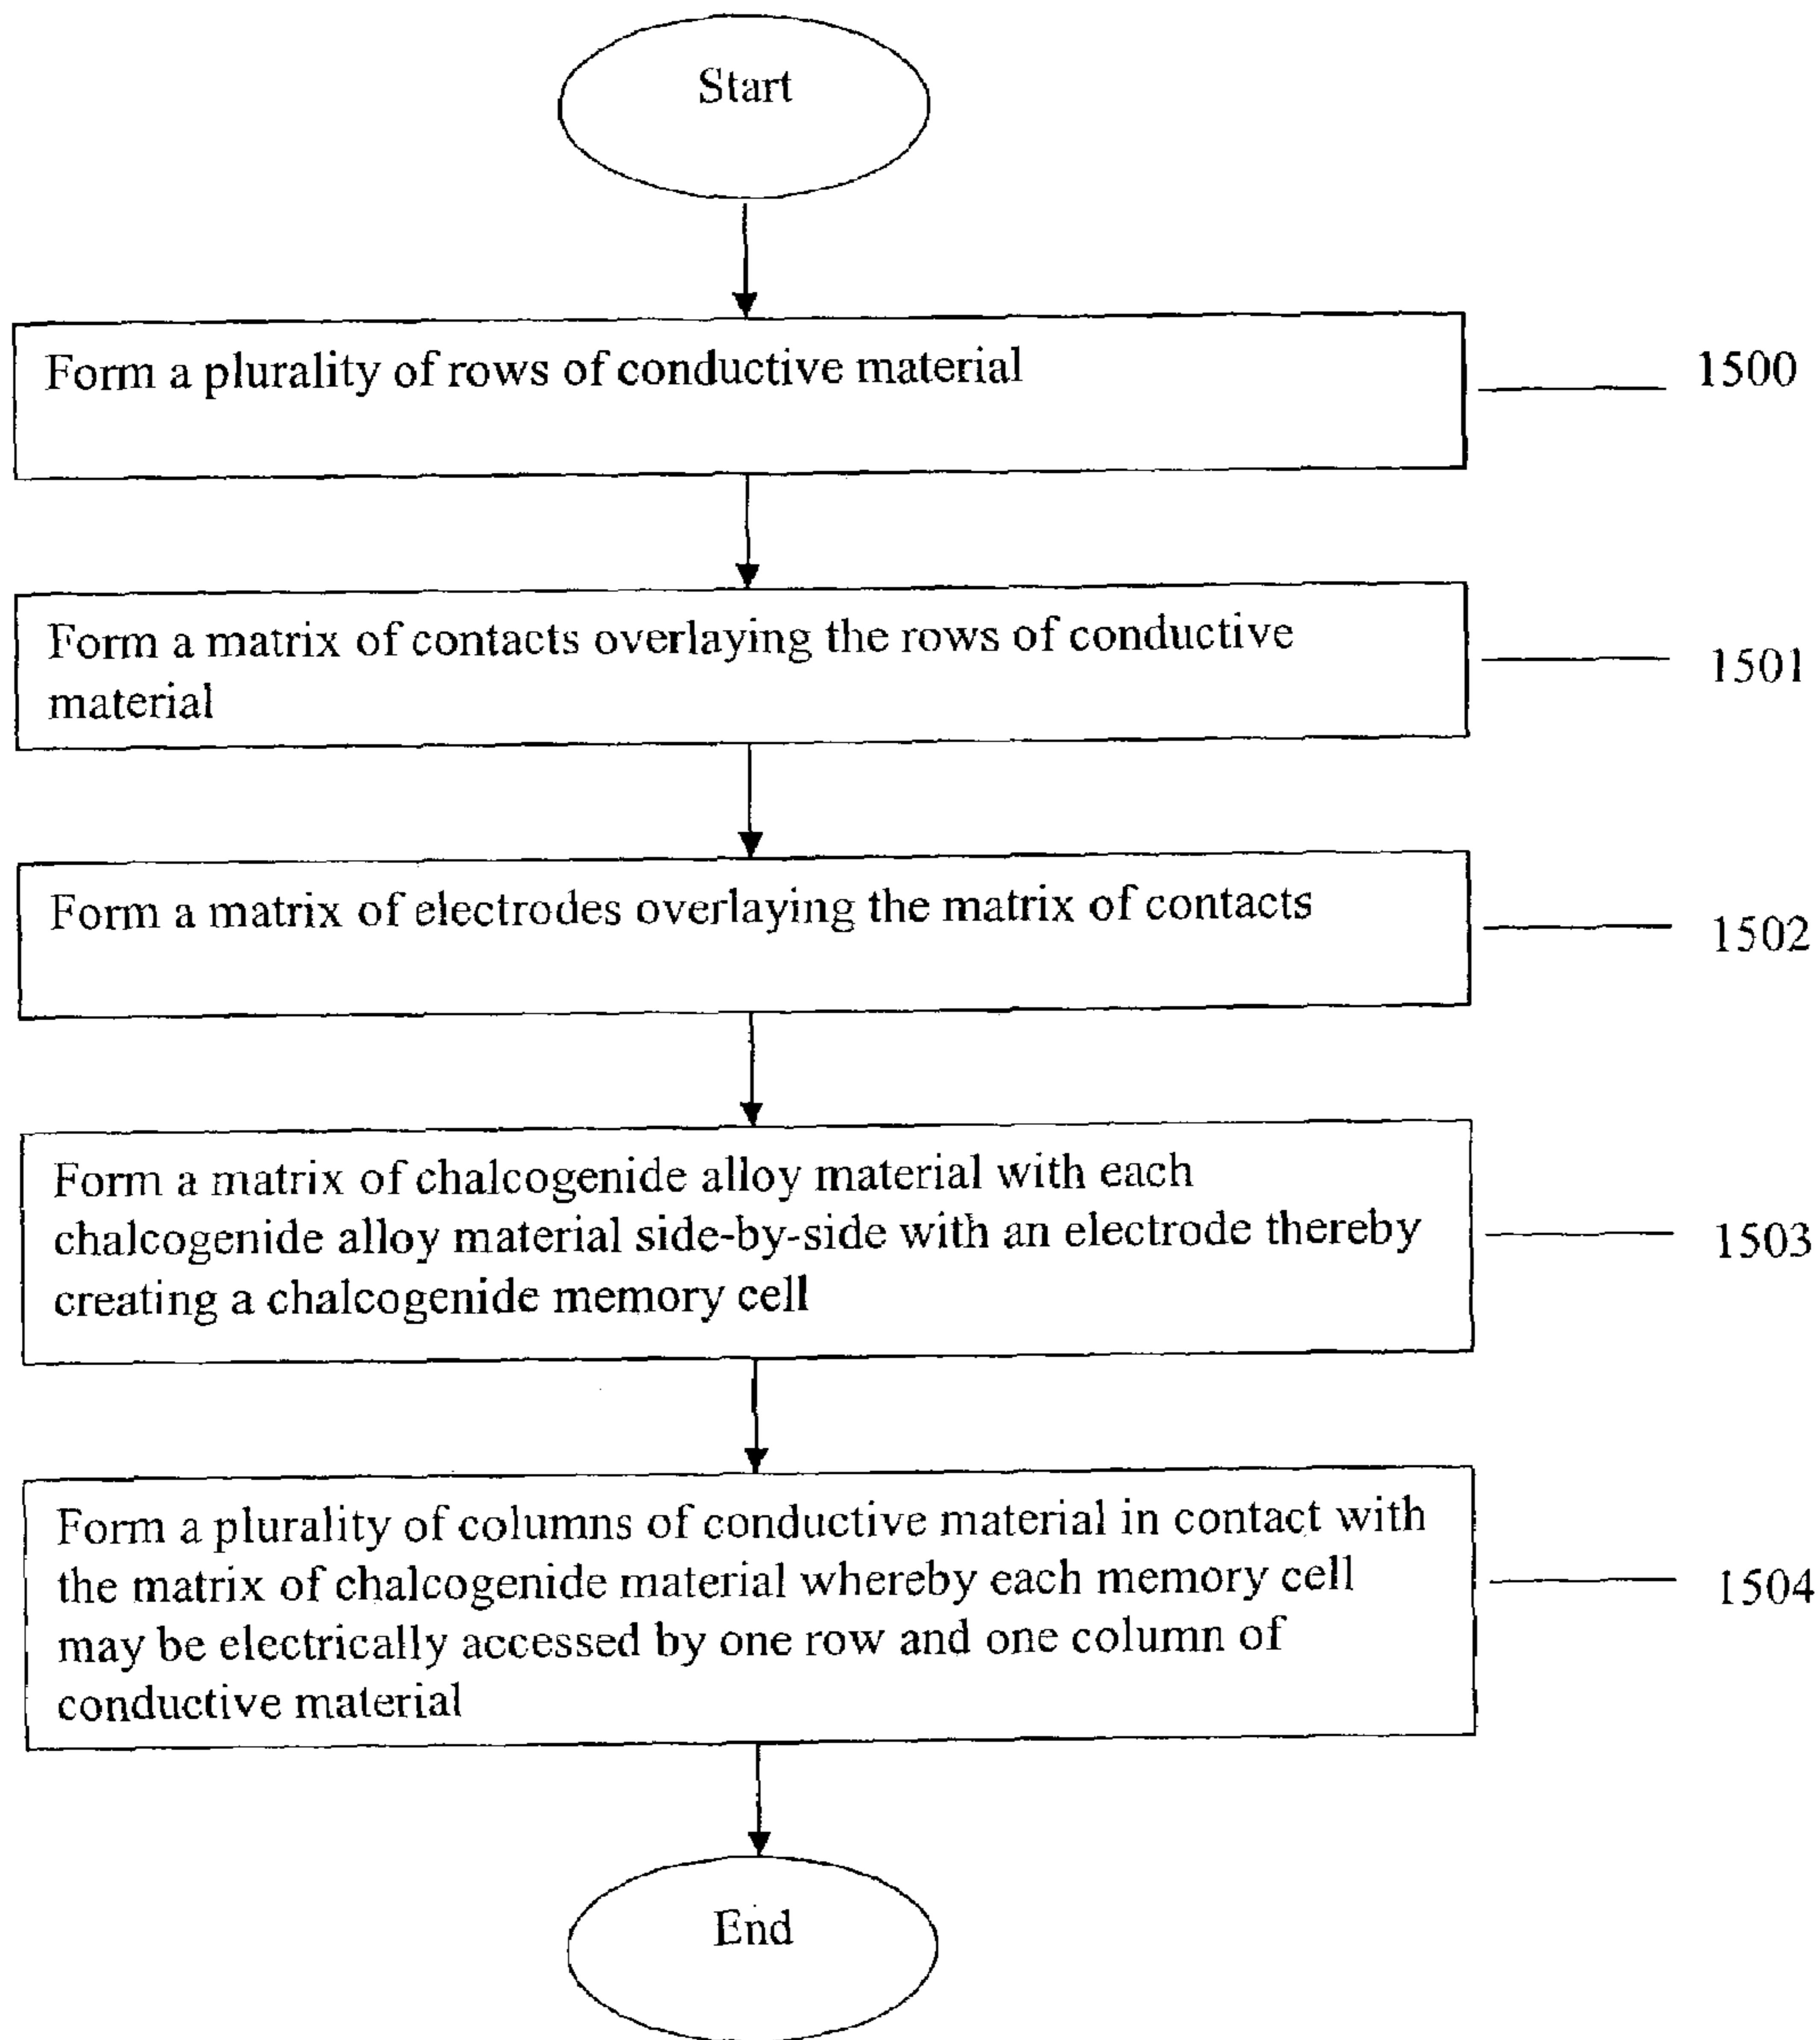 Start
Form a plurality of rows of conductive material
1500
Form a matrix of contacts overlaying the rows of conductive
material
1501
Form a matrix of electrodes overlaying the matrix of contacts
1502
Form a matrix of chalcogenide alloy material with each
chalcogenide alloy material side-by-side with an electrode thereby
creating a chalcogenide memory cell
1503
Form a plurality of columns of conductive material in contact with
the matrix of chalcogenide material whereby each memory cell
may be electrically accessed by one row and one column of
conductive material
1504
End